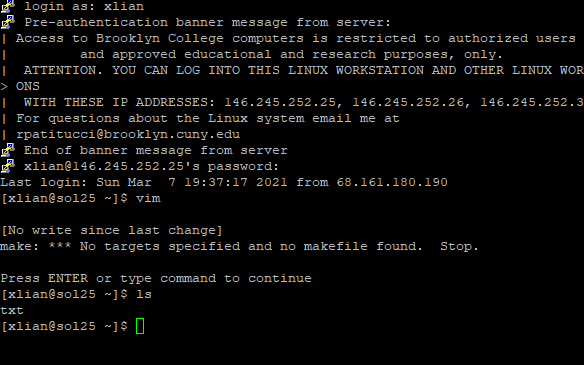 login as: xlian
Pre-authentication banner message from server:
| Access to Brooklyn College computers is restricted to authorized users
|         and approved educational and research purposes, only.
|  ATTENTION. YOU CAN LOG INTO THIS LINUX WORKSTATION AND OTHER LINUX WOR
> ONS
|  WITH THESE IP ADDRESSES: 146.245.252.25, 146.245.252.26, 146.245.252.3
| For questions about the Linux system email me at
| rpatitucci@brooklyn.cuny.edu
End of banner message from server
xlian@146.245.252.25's password:
Last login: Sun Mar  7 19:37:17 2021 from 68.161.180.190
[xlian@sol25 ~]$ vim
[No write since last change]
make: *** No targets specified and no makefile found.  Stop.
Press ENTER or type command to continue
[xlian@sol25 ~]$ ls
txt
[xlian@sol25 ~]$